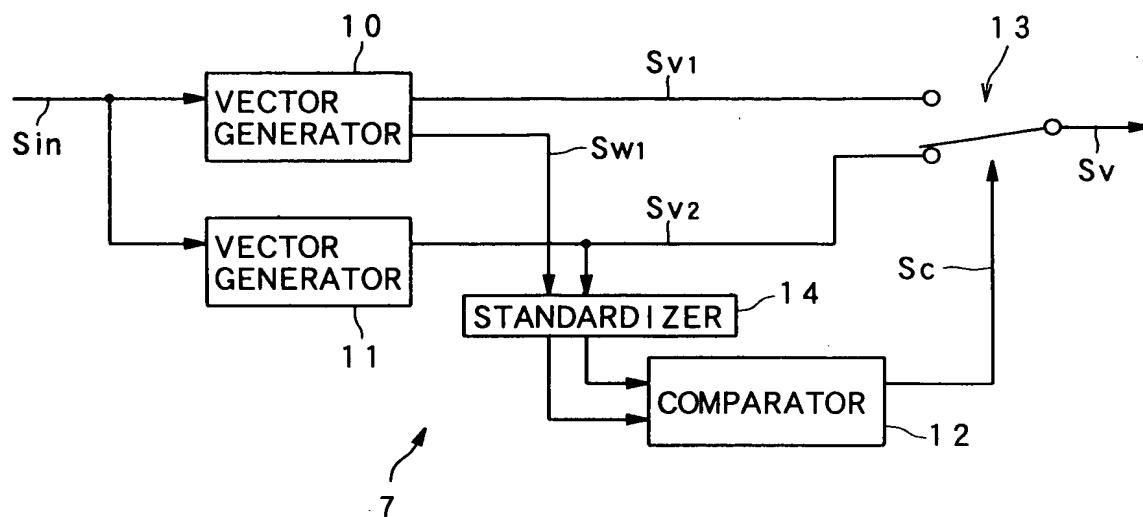 10
13
Sv1
VECTOR
GENERATOR
Sin
Sw1
Sv
Sv2
VECTOR
GENERATOR
Sc
14
STANDARDIZER
11
COMPARATOR
12
7